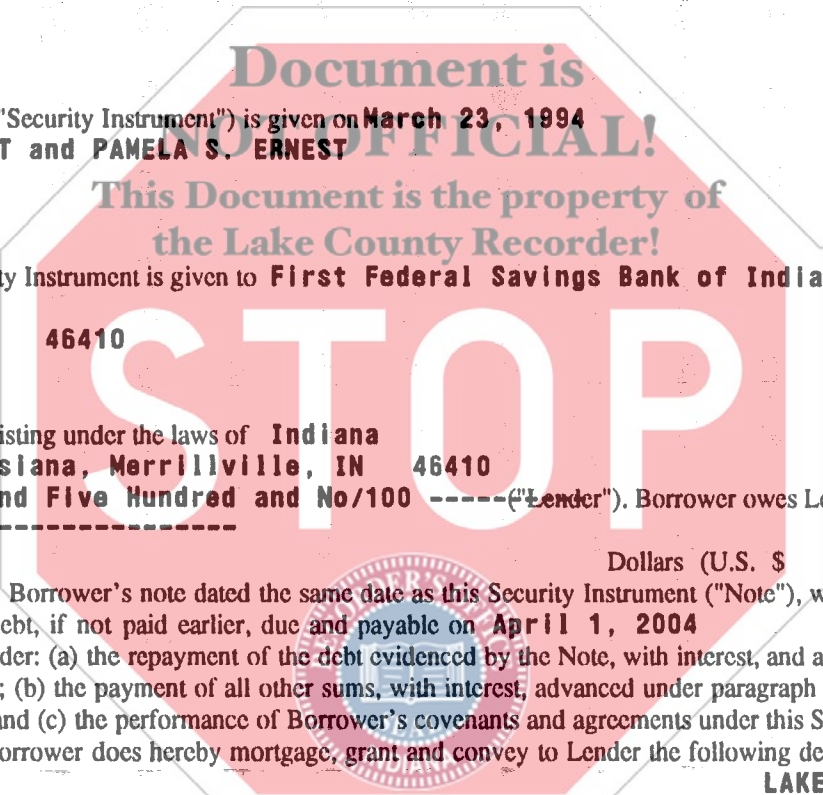 Document is
"Security Instrument") is given on March 23, 1994
NOT OFFICIAL!
T and PAMELA S. ERNEST
This Document is the property of
the Lake County Recorder!
ty Instrument is given to First Federal Savings Bank of India
46410
STOP
isting under the laws of Indiana
siana, Merrillville, IN 46410
nd Five Hundred and No/100 -----("Lender"). Borrower owes Le
----------------
Dollars (U.S. $
Borrower's note dated the same date as this Security Instrument ("Note"), w
ebt, if not paid earlier, due and payable on April 1, 2004
der: (a) the repayment of the debt evidenced by the Note, with interest, and a
; (b) the payment of all other sums, with interest, advanced under paragraph
and (c) the performance of Borrower's covenants and agreements under this S
orrower does hereby mortgage, grant and convey to Lender the following de
LAKE
INDIANA